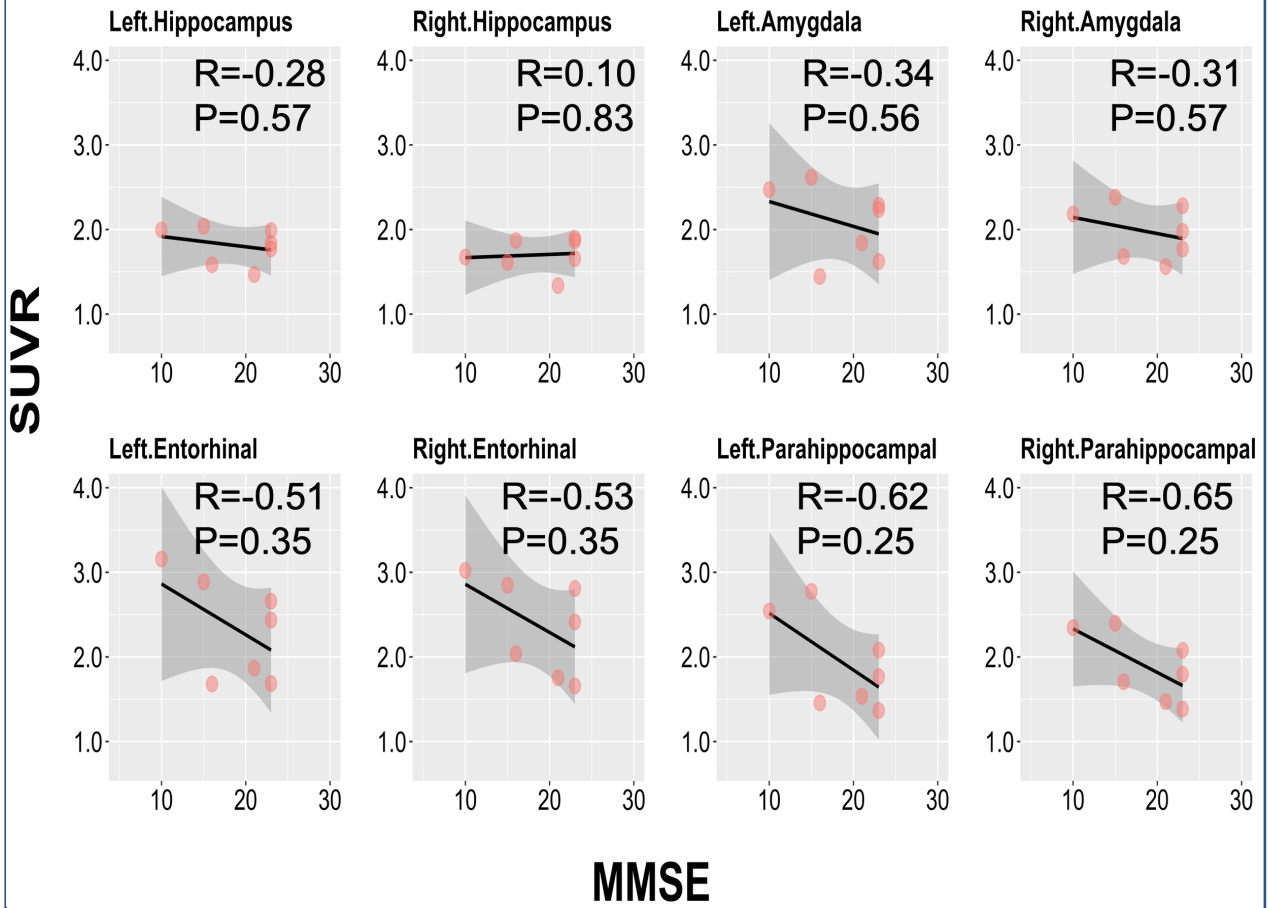 Left.Hippocampus
Right.Hippocampus
Left.Amygdala
Right.Amygdala
4.0
R=-0.28
P=0.57
3.0
2.0
1.0
10 20 30
4.0
R=0.10
P=0.83
3.0
2.0
1.0
10 20 30
4.0
R=-0.34
P=0.56
3.0
2.0
1.0
10 20 30
4.0
R=-0.31
P=0.57
3.0
2.0
1.0
10 20 30
SUVR
Left.Entorhinal
Right.Entorhinal
Left.Parahippocampal
Right.Parahippocampal
4.0
R=-0.51
P=0.35
3.0
2.0
1.0
10 20 30
4.0
R=-0.53
P=0.35
3.0
2.0
1.0
10 20 30
4.0
R=-0.62
P=0.25
3.0
2.0
1.0
10 20 30
4.0
R=-0.65
P=0.25
3.0
2.0
1.0
10 20 30
MMSE